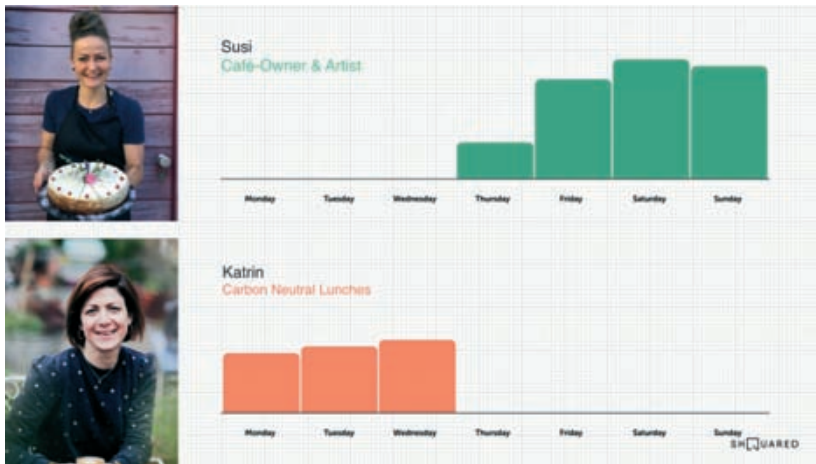 Susi
Café-Owner & Artist
Monday Tuesday Wednesday Thursday Friday Saturday Sunday
Katrin
Carbon Neutral Lunches
Monday Tuesday Wednesday Thursday Friday Saturday Sunday
SHQUARED